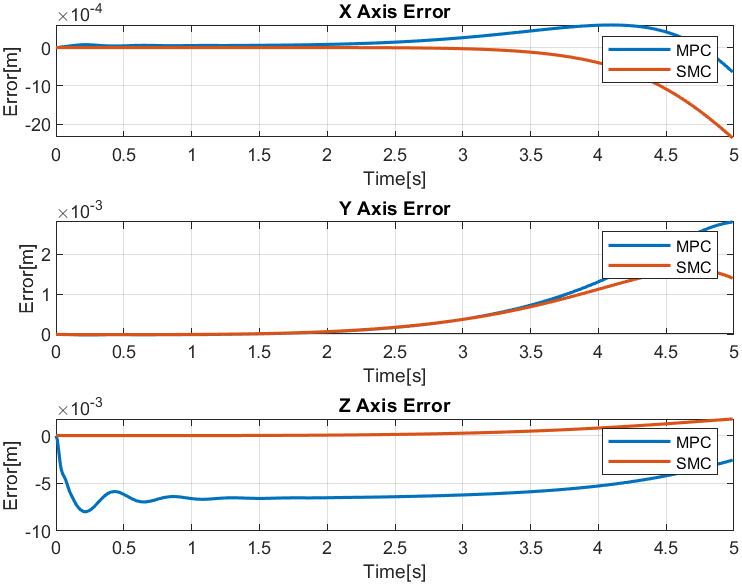 ×10⁻⁴
X Axis Error
0
-10
-20
Error[m]
MPC
SMC
0 0.5 1 1.5 2 2.5 3 3.5 4 4.5 5
Time[s]
×10⁻³
Y Axis Error
2
1
0
Error[m]
MPC
SMC
0 0.5 1 1.5 2 2.5 3 3.5 4 4.5 5
Time[s]
×10⁻³
Z Axis Error
0
-5
-10
Error[m]
MPC
SMC
0 0.5 1 1.5 2 2.5 3 3.5 4 4.5 5
Time[s]